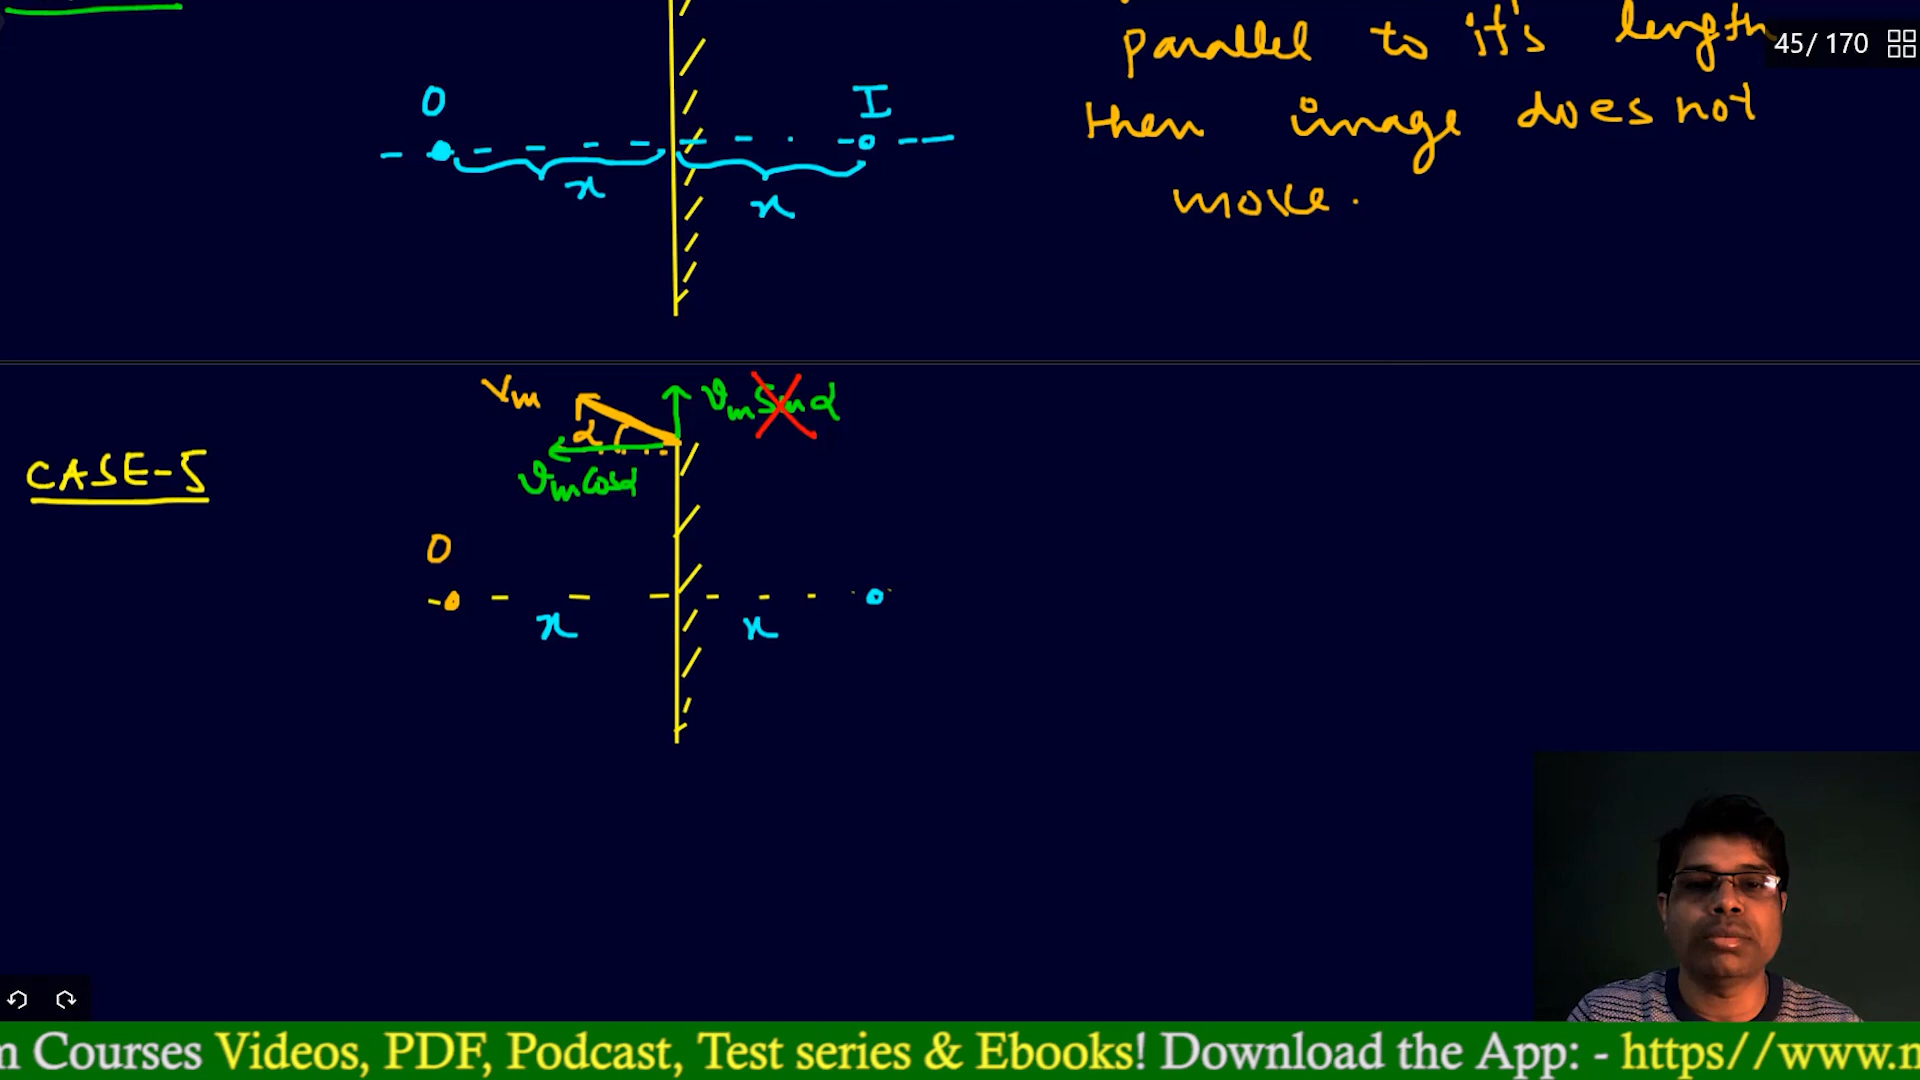 parallel to it's length
45/ 170
O
I
then image does not
x
x
move.
Vm
vm Sin α
α
CASE-5
vm Cosα
O
x
x
m Courses Videos, PDF, Podcast, Test series & Ebooks! Download the App: - https//www.n